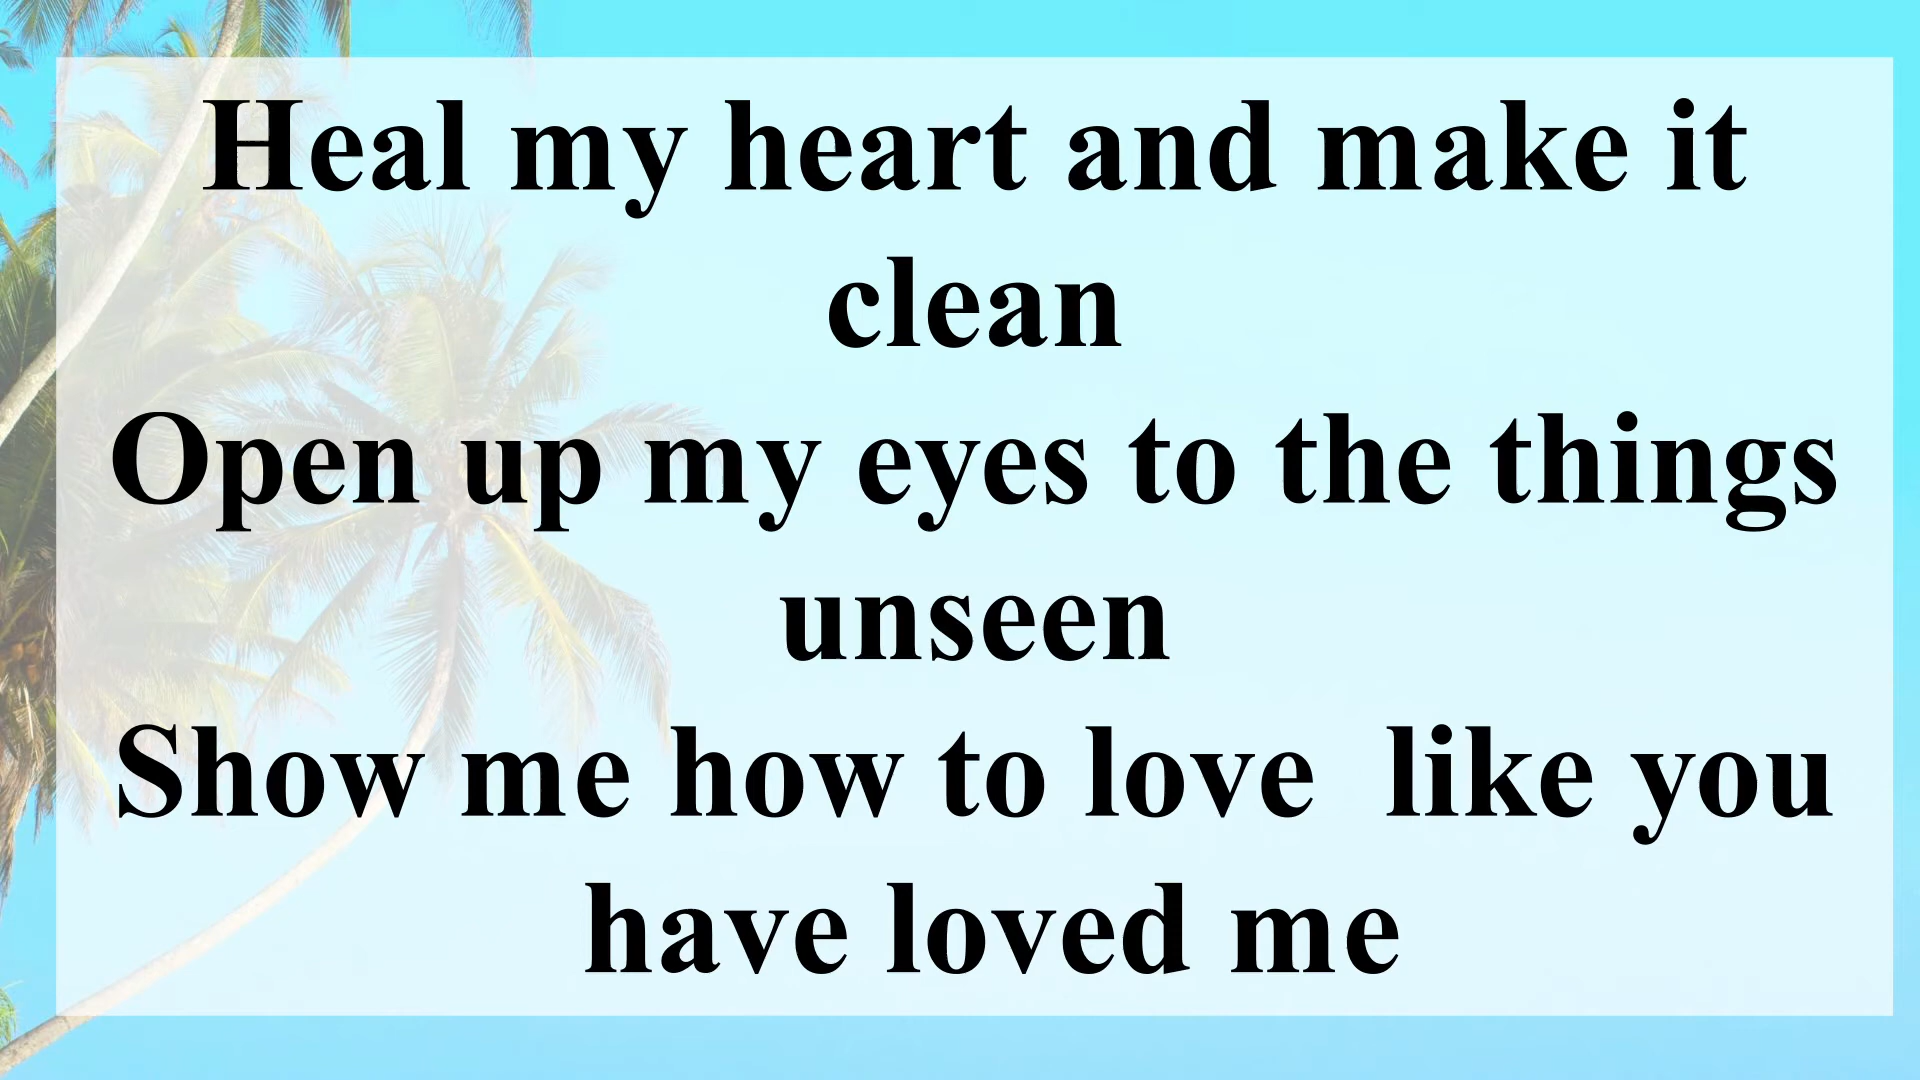 Heal my heart and make it
clean
Open up my eyes to the things
unseen
Show me how to love  like you
have loved me